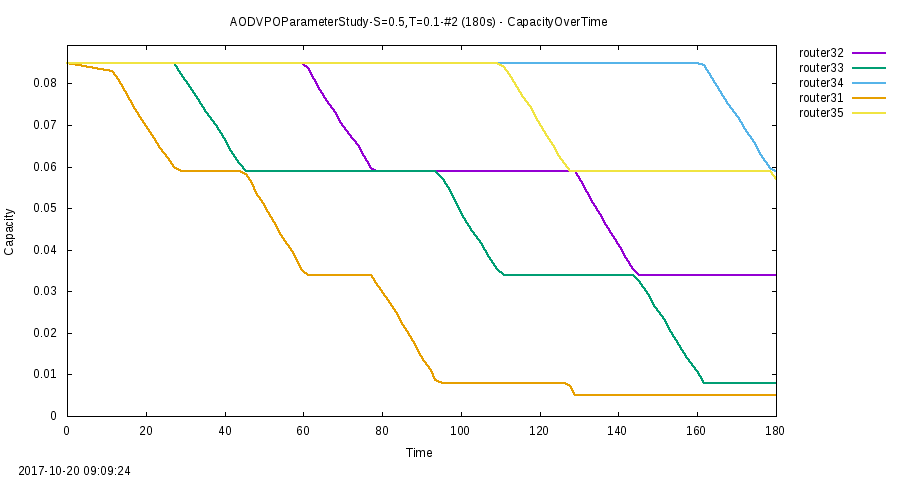 AODVPOParameterStudy-S=0.5,T=0.1-#2 (180s) - CapacityOverTime
router32
router33
router34
router31
router35
0.08
0.07
0.06
0.05
0.04
0.03
0.02
0.01
0
Capacity
0 20 40 60 80 100 120 140 160 180
Time
2017-10-20 09:09:24